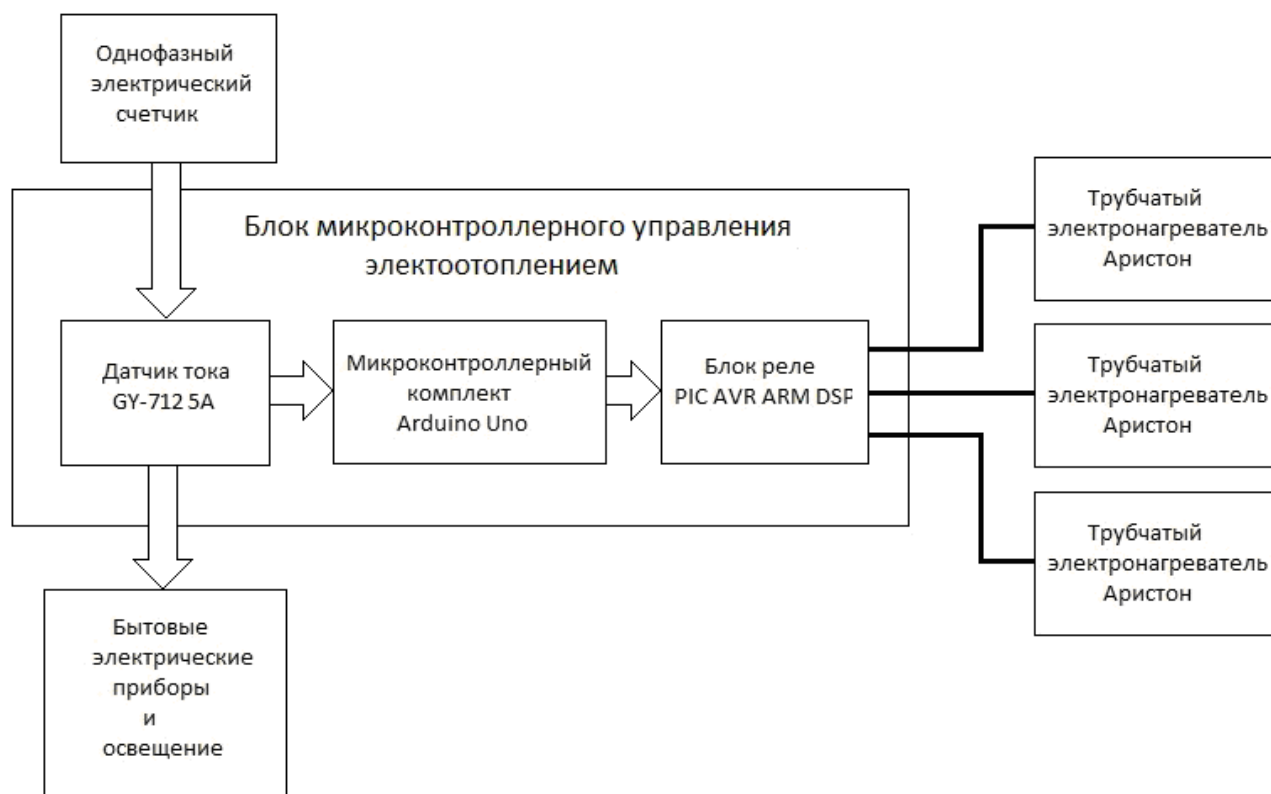 Однофазный
электрический
счетчик
Блок микроконтроллерного управления
электоотоплением
Датчик тока
GY-712 5A
Микроконтроллерный
комплект
Arduino Uno
Блок реле
PIC AVR ARM DSP
Трубчатый
электронагреватель
Аристон
Трубчатый
электронагреватель
Аристон
Трубчатый
электронагреватель
Аристон
Бытовые
электрические
приборы
и
освещение